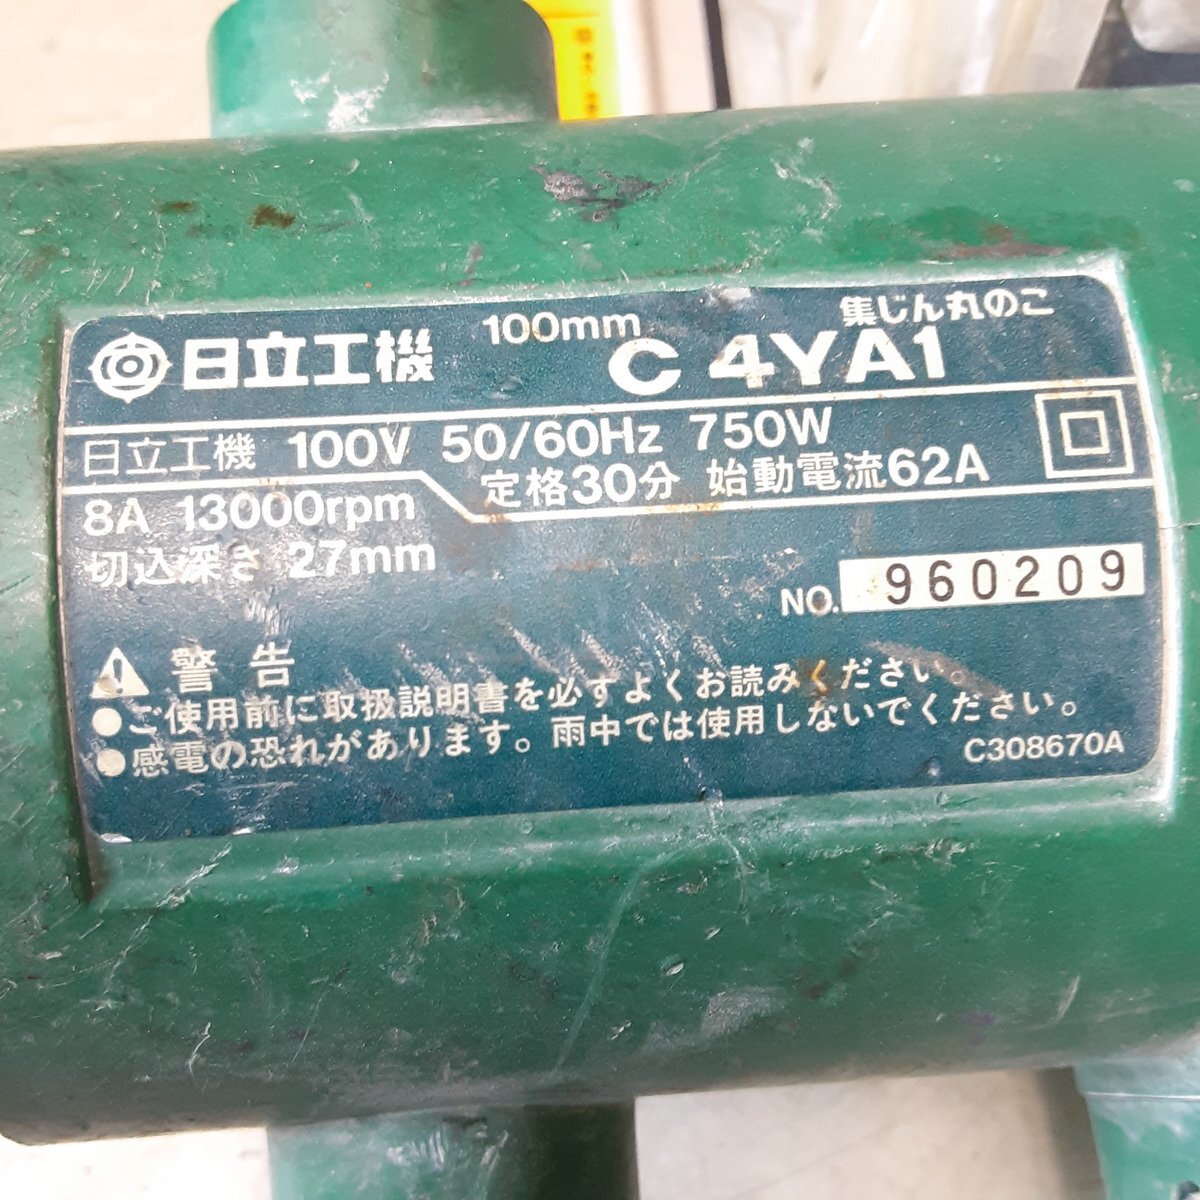 日立工機 100mm 集じん丸のこ
C 4YA1
日立工機 100V 50/60Hz 750W
定格30分 始動電流62A
8A 13000rpm
切込深さ 27mm
NO. 960209
警告
●ご使用前に取扱説明書を必ずよくお読みください。
●感電の恐れがあります。雨中では使用しないでください。
C308670A